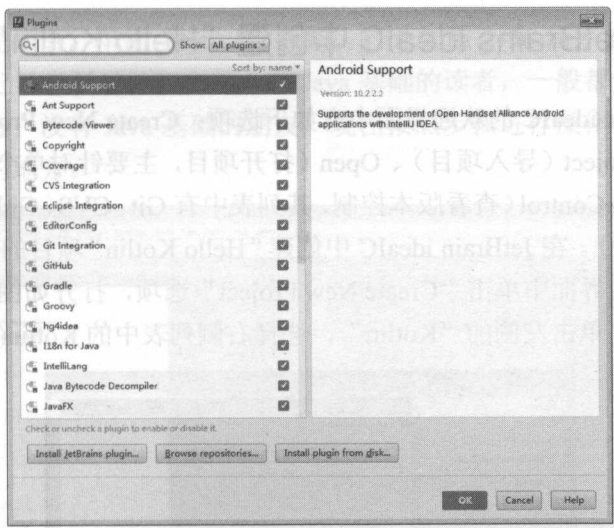 Plugins
Show: All plugins
Sort by: name
Android Support
Ant Support
Bytecode Viewer
Copyright
Coverage
CVS Integration
Eclipse Integration
EditorConfig
Git Integration
GitHub
Gradle
Groovy
hg4idea
I18n for Java
IntelliLang
Java Bytecode Decompiler
JavaFX
Android Support
Version: 10.2.2.2
Supports the development of Open Handset Alliance Android
applications with IntelliJ IDEA.
Check or uncheck a plugin to enable or disable it.
Install JetBrains plugin...
Browse repositories...
Install plugin from disk...
OK
Cancel
Help